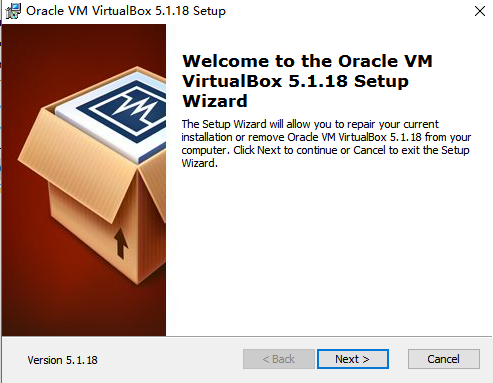 Oracle VM VirtualBox 5.1.18 Setup
Welcome to the Oracle VM
VirtualBox 5.1.18 Setup
Wizard
The Setup Wizard will allow you to repair your current
installation or remove Oracle VM VirtualBox 5.1.18 from your
computer. Click Next to continue or Cancel to exit the Setup
Wizard.
Version 5.1.18
< Back
Next >
Cancel